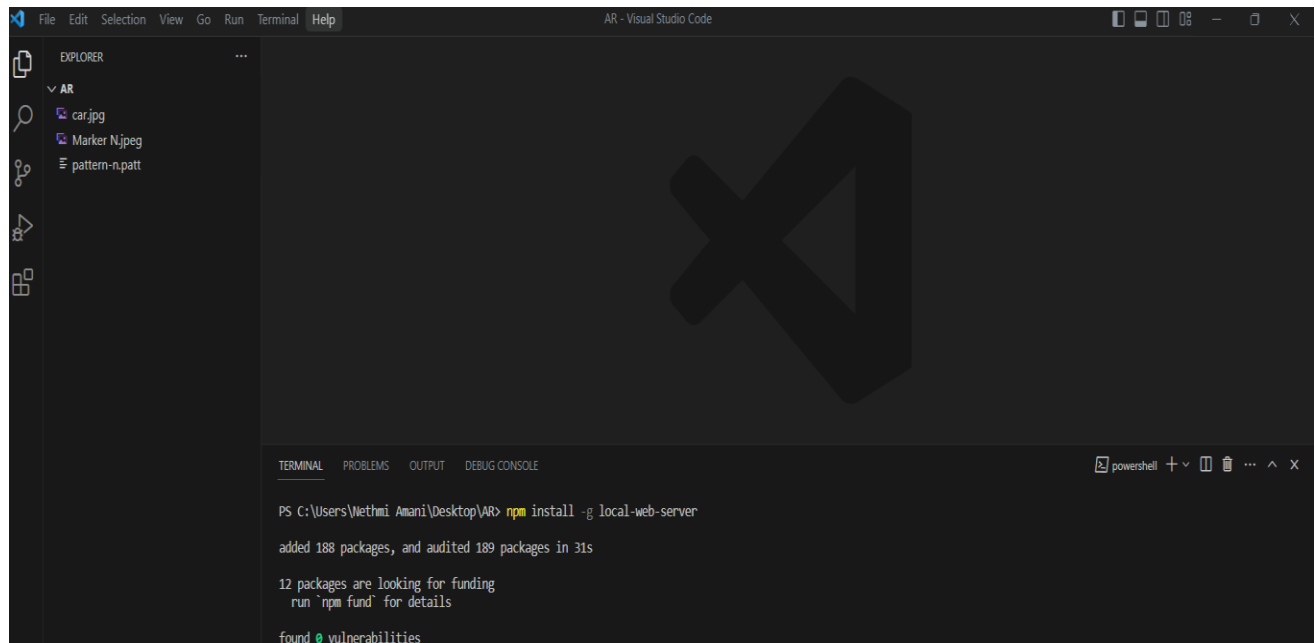 File Edit Selection View Go Run Terminal Help AR - Visual Studio Code
EXPLORER ...
AR
car.jpg
Marker N.jpeg
pattern-n.patt
TERMINAL PROBLEMS OUTPUT DEBUG CONSOLE powershell
PS C:\Users\Nethmi Amani\Desktop\AR> npm install -g local-web-server
added 188 packages, and audited 189 packages in 31s
12 packages are looking for funding
run `npm fund` for details
found 0 vulnerabilities